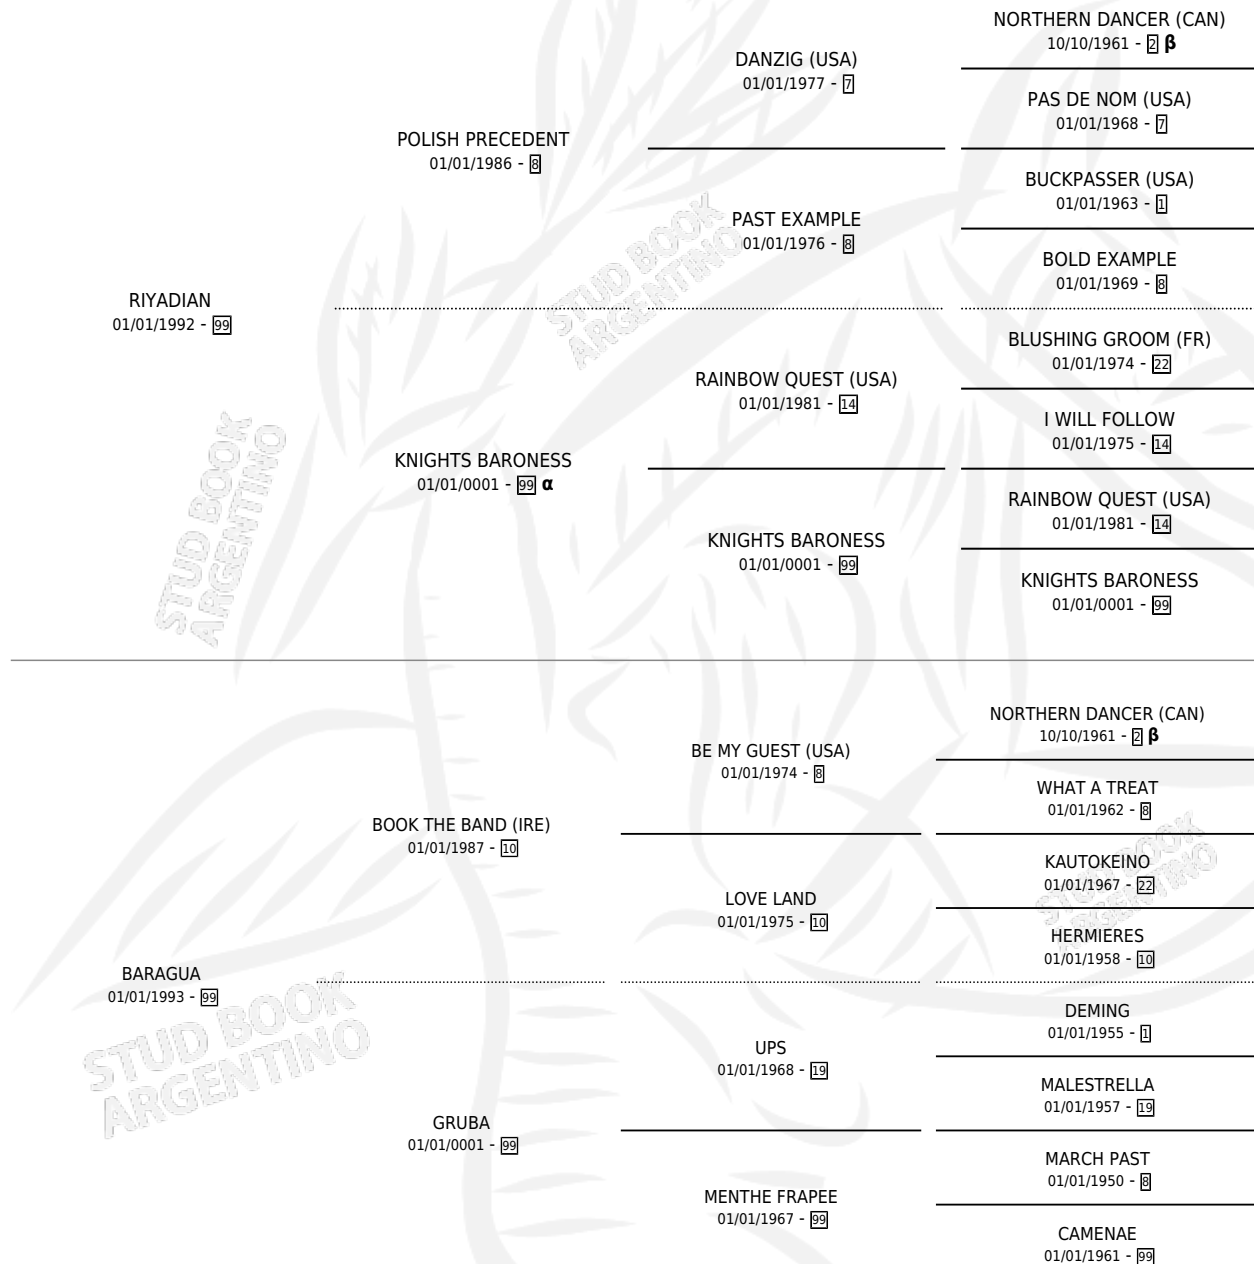 NORTHERN DANCER (CAN)
10/10/1961 - 2 β
DANZIG (USA)
01/01/1977 - 7
PAS DE NOM (USA)
01/01/1968 - 7
POLISH PRECEDENT
01/01/1986 - 8
BUCKPASSER (USA)
01/01/1963 - 1
PAST EXAMPLE
01/01/1976 - 8
BOLD EXAMPLE
01/01/1969 - 8
RIYADIAN
01/01/1992 - 99
BLUSHING GROOM (FR)
01/01/1974 - 22
RAINBOW QUEST (USA)
01/01/1981 - 14
I WILL FOLLOW
01/01/1975 - 14
KNIGHTS BARONESS
01/01/0001 - 99 α
RAINBOW QUEST (USA)
01/01/1981 - 14
KNIGHTS BARONESS
01/01/0001 - 99
KNIGHTS BARONESS
01/01/0001 - 99
NORTHERN DANCER (CAN)
10/10/1961 - 2 β
BE MY GUEST (USA)
01/01/1974 - 8
WHAT A TREAT
01/01/1962 - 8
BOOK THE BAND (IRE)
01/01/1987 - 10
KAUTOKEINO
01/01/1967 - 22
LOVE LAND
01/01/1975 - 10
HERMIERES
01/01/1958 - 10
BARAGUA
01/01/1993 - 99
DEMING
01/01/1955 - 1
UPS
01/01/1968 - 19
MALESTRELLA
01/01/1957 - 19
GRUBA
01/01/0001 - 99
MARCH PAST
01/01/1950 - 8
MENTHE FRAPEE
01/01/1967 - 99
CAMENAE
01/01/1961 - 99
STUD BOOK
ARGENTINO
STUD BOOK
ARGENTINO
STUD BOOK
ARGENTINO
STUD BOOK
ARGENTINO